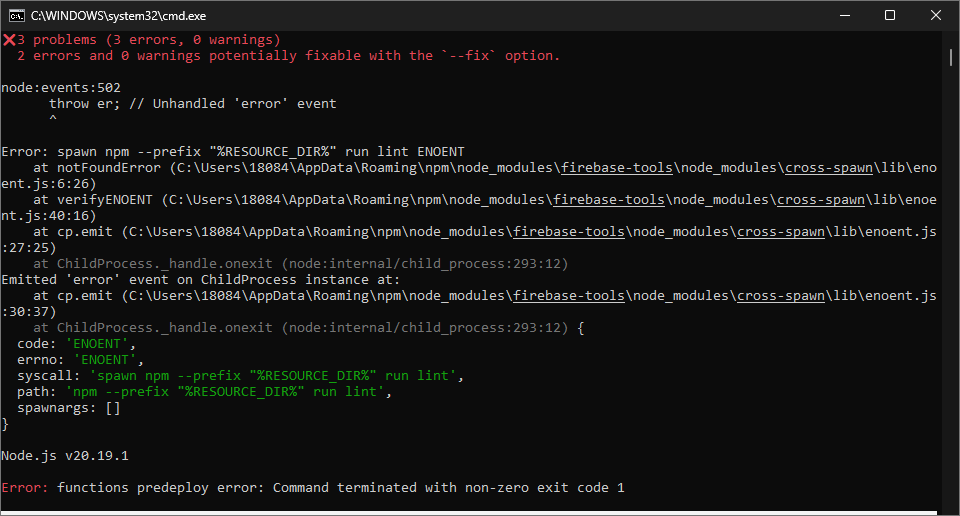 C:\WINDOWS\system32\cmd.exe
❌3 problems (3 errors, 0 warnings)
  2 errors and 0 warnings potentially fixable with the `--fix` option.
node:events:502
      throw er; // Unhandled 'error' event
      ^
Error: spawn npm --prefix "%RESOURCE_DIR%" run lint ENOENT
    at notFoundError (C:\Users\18084\AppData\Roaming\npm\node_modules\firebase-tools\node_modules\cross-spawn\lib\eno
ent.js:6:26)
    at verifyENOENT (C:\Users\18084\AppData\Roaming\npm\node_modules\firebase-tools\node_modules\cross-spawn\lib\enoe
nt.js:40:16)
    at cp.emit (C:\Users\18084\AppData\Roaming\npm\node_modules\firebase-tools\node_modules\cross-spawn\lib\enoent.js
:27:25)
    at ChildProcess._handle.onexit (node:internal/child_process:293:12)
Emitted 'error' event on ChildProcess instance at:
    at cp.emit (C:\Users\18084\AppData\Roaming\npm\node_modules\firebase-tools\node_modules\cross-spawn\lib\enoent.js
:30:37)
    at ChildProcess._handle.onexit (node:internal/child_process:293:12) {
  code: 'ENOENT',
  errno: 'ENOENT',
  syscall: 'spawn npm --prefix "%RESOURCE_DIR%" run lint',
  path: 'npm --prefix "%RESOURCE_DIR%" run lint',
  spawnargs: []
}
Node.js v20.19.1
Error: functions predeploy error: Command terminated with non-zero exit code 1